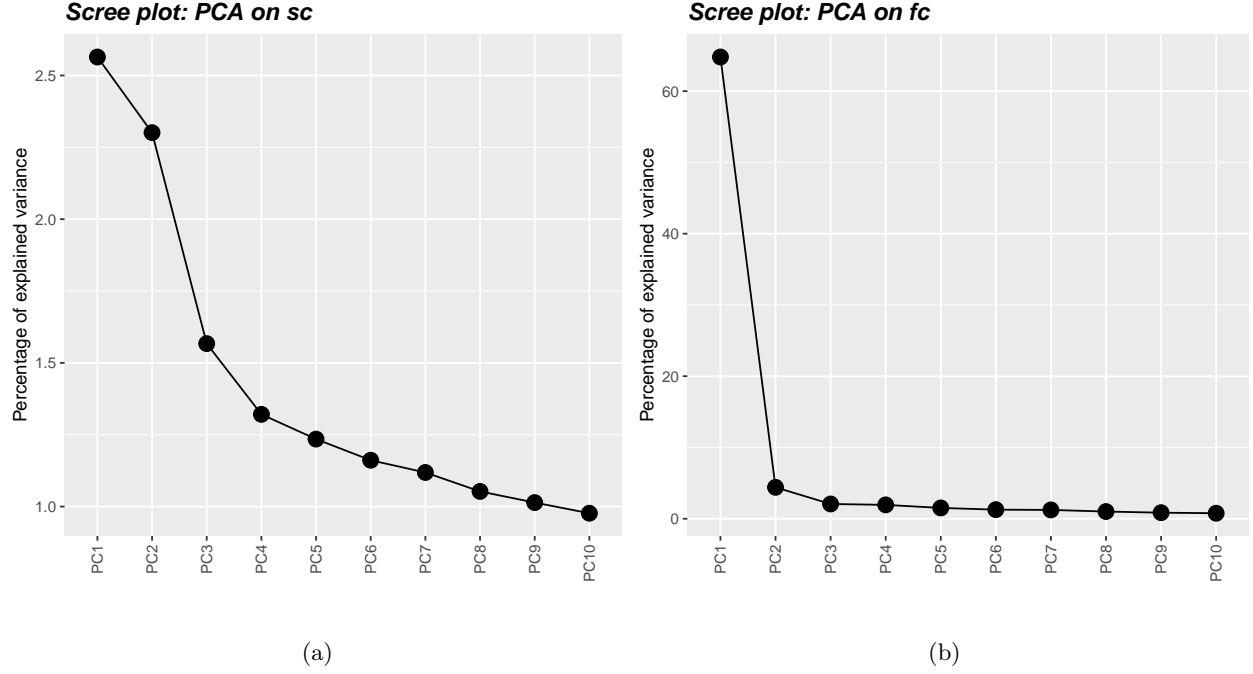 Scree plot: PCA on sc
Percentage of explained variance
2.5
2.0
1.5
1.0
PC1
PC2
PC3
PC4
PC5
PC6
PC7
PC8
PC9
PC10
(a)
Scree plot: PCA on fc
Percentage of explained variance
60
40
20
0
PC1
PC2
PC3
PC4
PC5
PC6
PC7
PC8
PC9
PC10
(b)